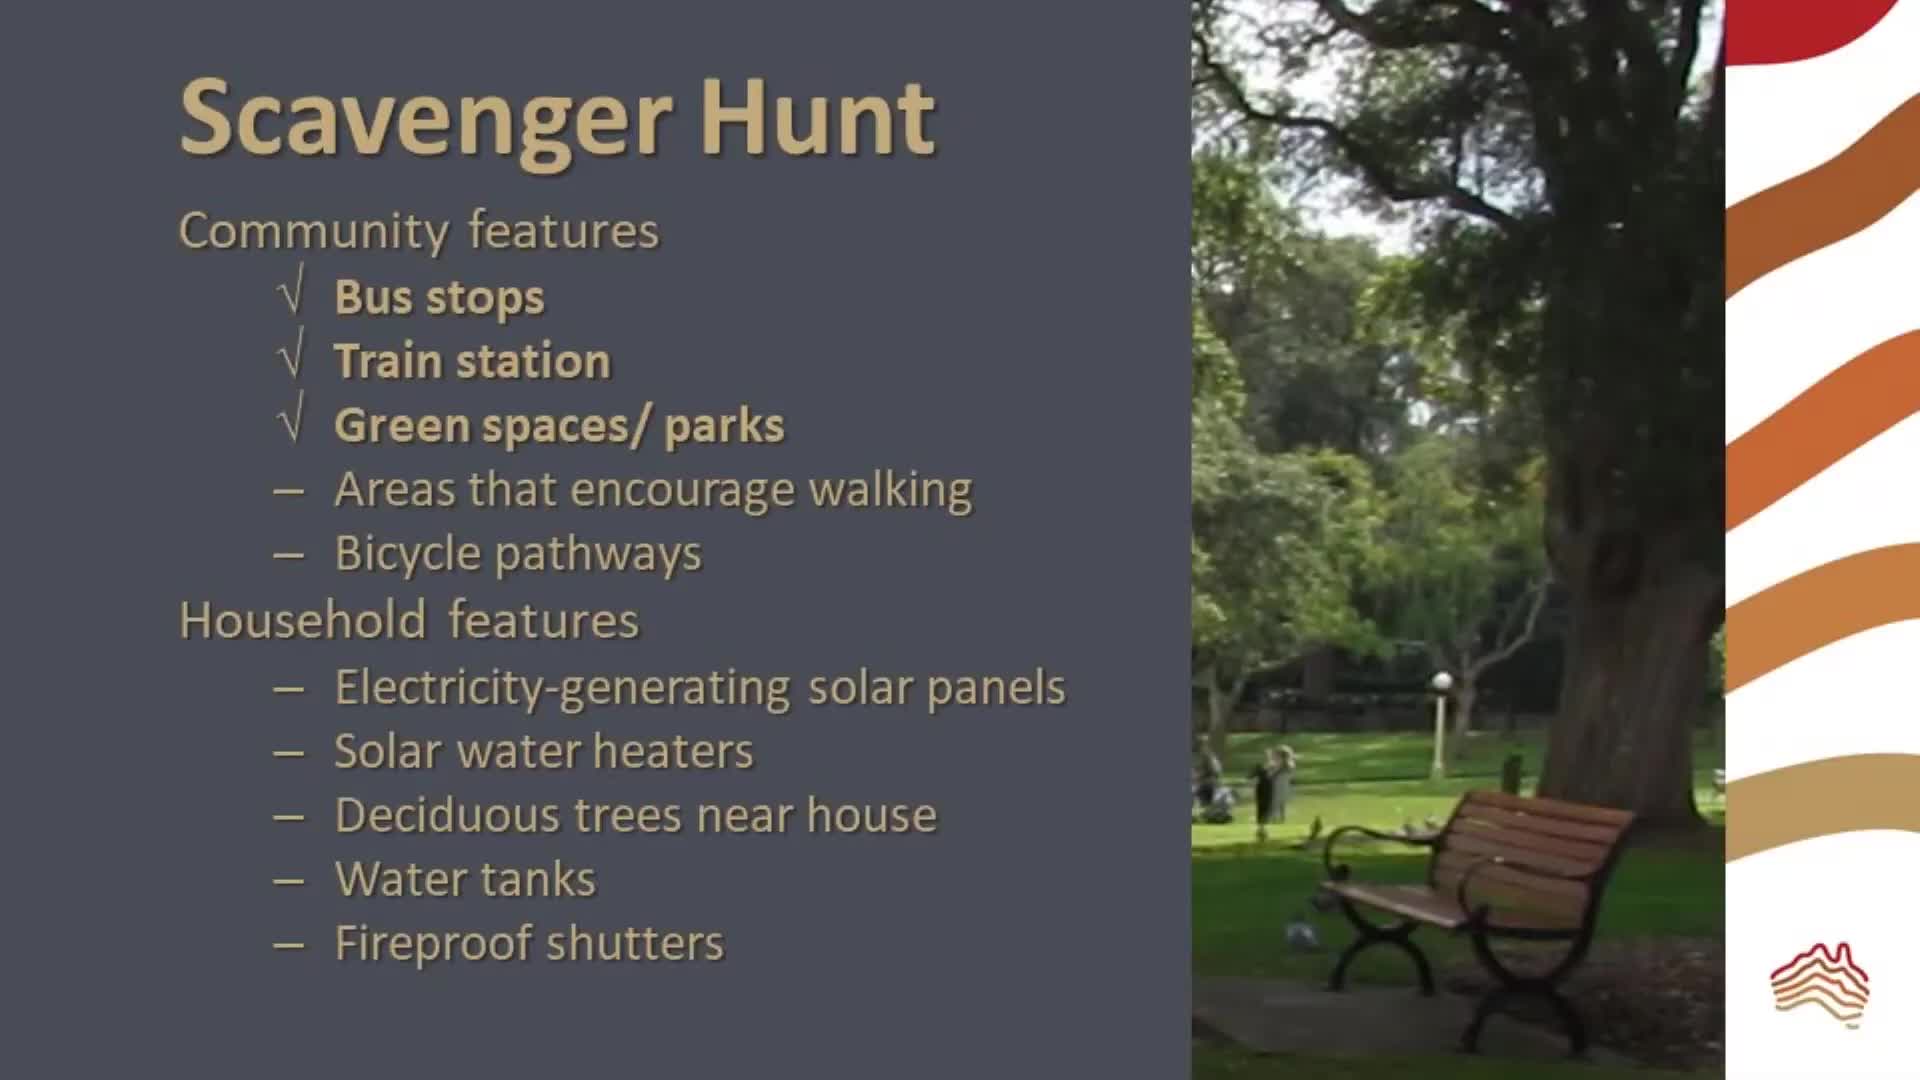 Scavenger Hunt
Community features
√ Bus stops
√ Train station
√ Green spaces/ parks
– Areas that encourage walking
– Bicycle pathways
Household features
– Electricity-generating solar panels
– Solar water heaters
– Deciduous trees near house
– Water tanks
– Fireproof shutters